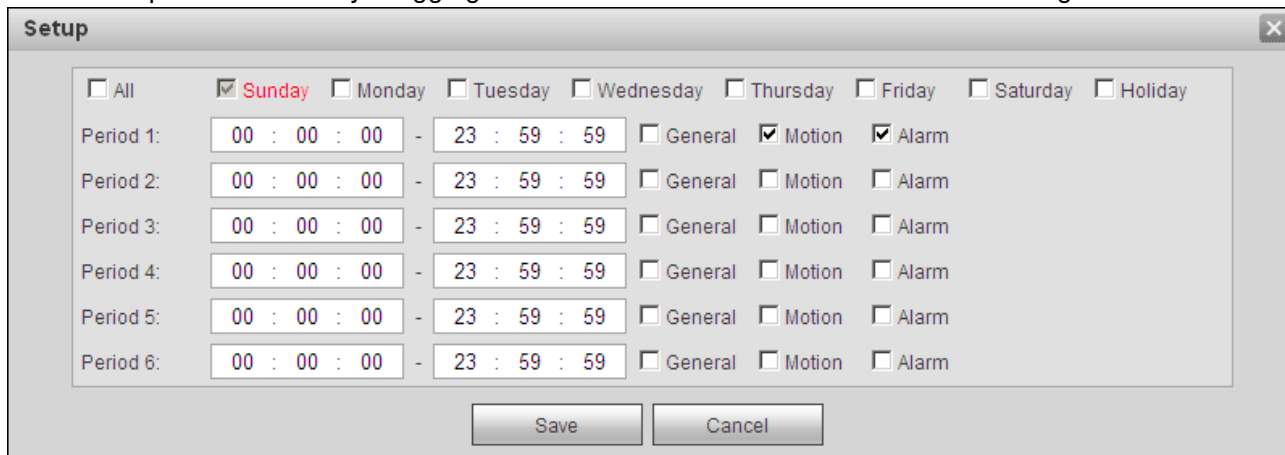 Setup
All Sunday Monday Tuesday Wednesday Thursday Friday Saturday Holiday
Period 1: 00 : 00 : 00 - 23 : 59 : 59 General Motion Alarm
Period 2: 00 : 00 : 00 - 23 : 59 : 59 General Motion Alarm
Period 3: 00 : 00 : 00 - 23 : 59 : 59 General Motion Alarm
Period 4: 00 : 00 : 00 - 23 : 59 : 59 General Motion Alarm
Period 5: 00 : 00 : 00 - 23 : 59 : 59 General Motion Alarm
Period 6: 00 : 00 : 00 - 23 : 59 : 59 General Motion Alarm
Save Cancel